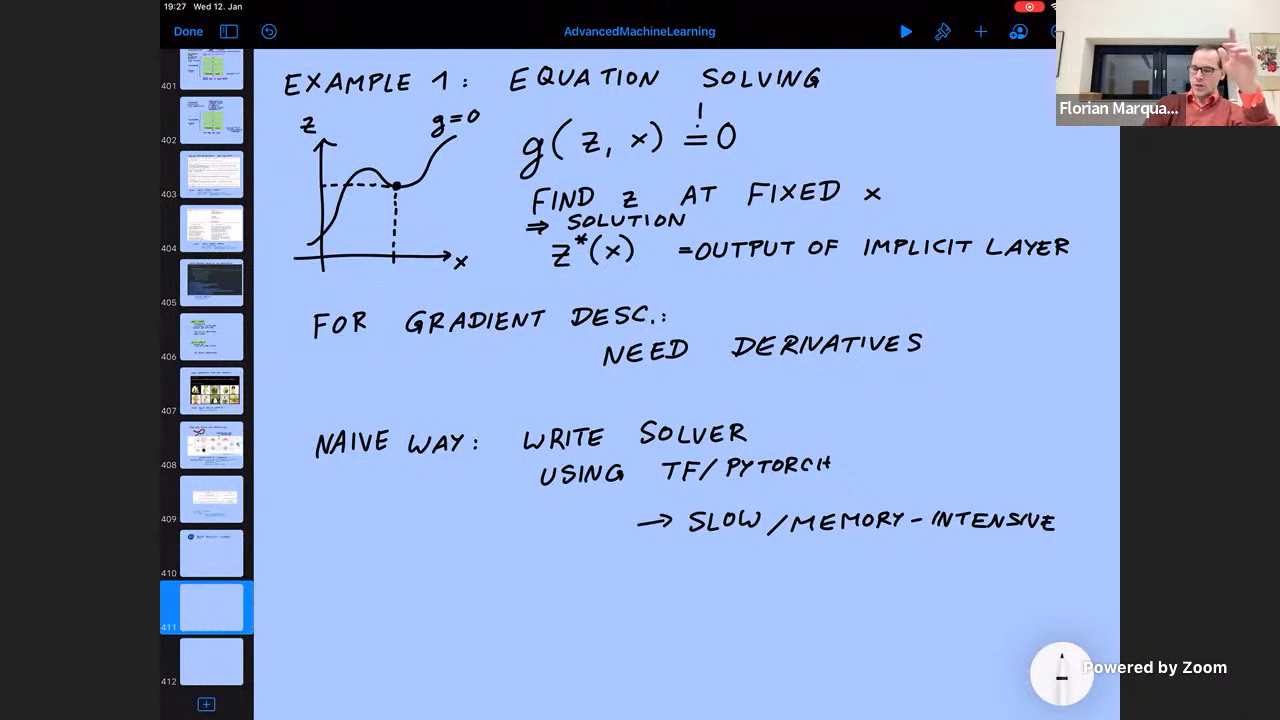 19:27 Wed 12. Jan
Done
AdvancedMachineLearning
Florian Marqua...
401
402
403
404
405
406
407
408
409
410
411
412
EXAMPLE 1: EQUATION SOLVING
z
g=0
x
g(z, x) != 0
FIND z AT FIXED x
⇒ SOLUTION
z*(x) = OUTPUT OF IMPLICIT LAYER
FOR GRADIENT DESC.:
NEED DERIVATIVES
NAIVE WAY: WRITE SOLVER
USING TF/PYTORCH
→ SLOW/MEMORY-INTENSIVE
Powered by Zoom